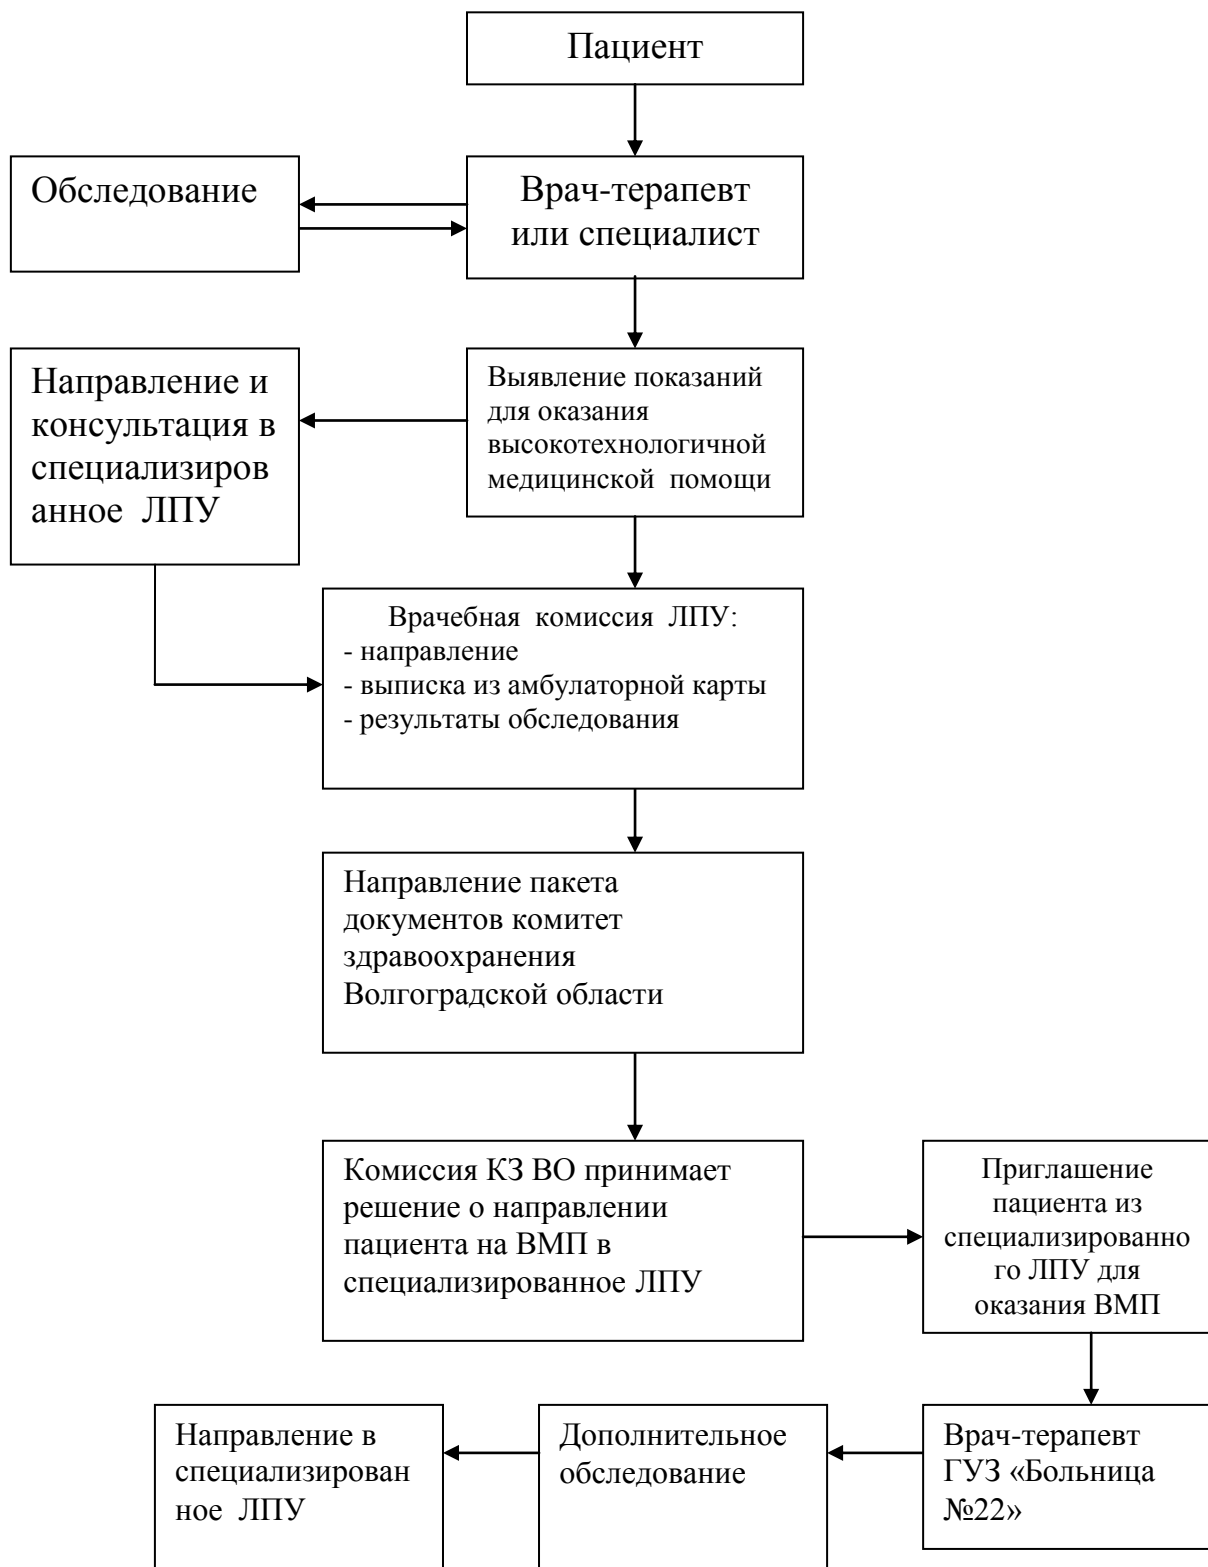 Пациент
Обследование
Врач-терапевт
или специалист
Направление и
консультация в
специализиров
анное ЛПУ
Выявление показаний
для оказания
высокотехнологичной
медицинской помощи
Врачебная комиссия ЛПУ:
- направление
- выписка из амбулаторной карты
- результаты обследования
Направление пакета
документов комитет
здравоохранения
Волгоградской области
Комиссия КЗ ВО принимает
решение о направлении
пациента на ВМП в
специализированное ЛПУ
Приглашение
пациента из
специализированно
го ЛПУ для
оказания ВМП
Направление в
специализирован
ное ЛПУ
Дополнительное
обследование
Врач-терапевт
ГУЗ «Больница
№22»